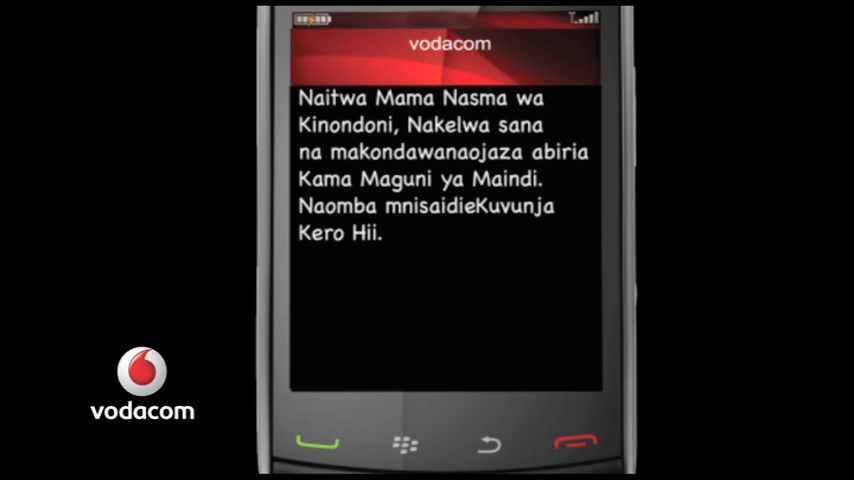 vodacom
Naitwa Mama Nasma wa
Kinondoni, Nakelwa sana
na makondawanaojaza abiria
Kama Maguni ya Maindi.
Naomba mnisaidieKuvunja
Kero Hii.
vodacom